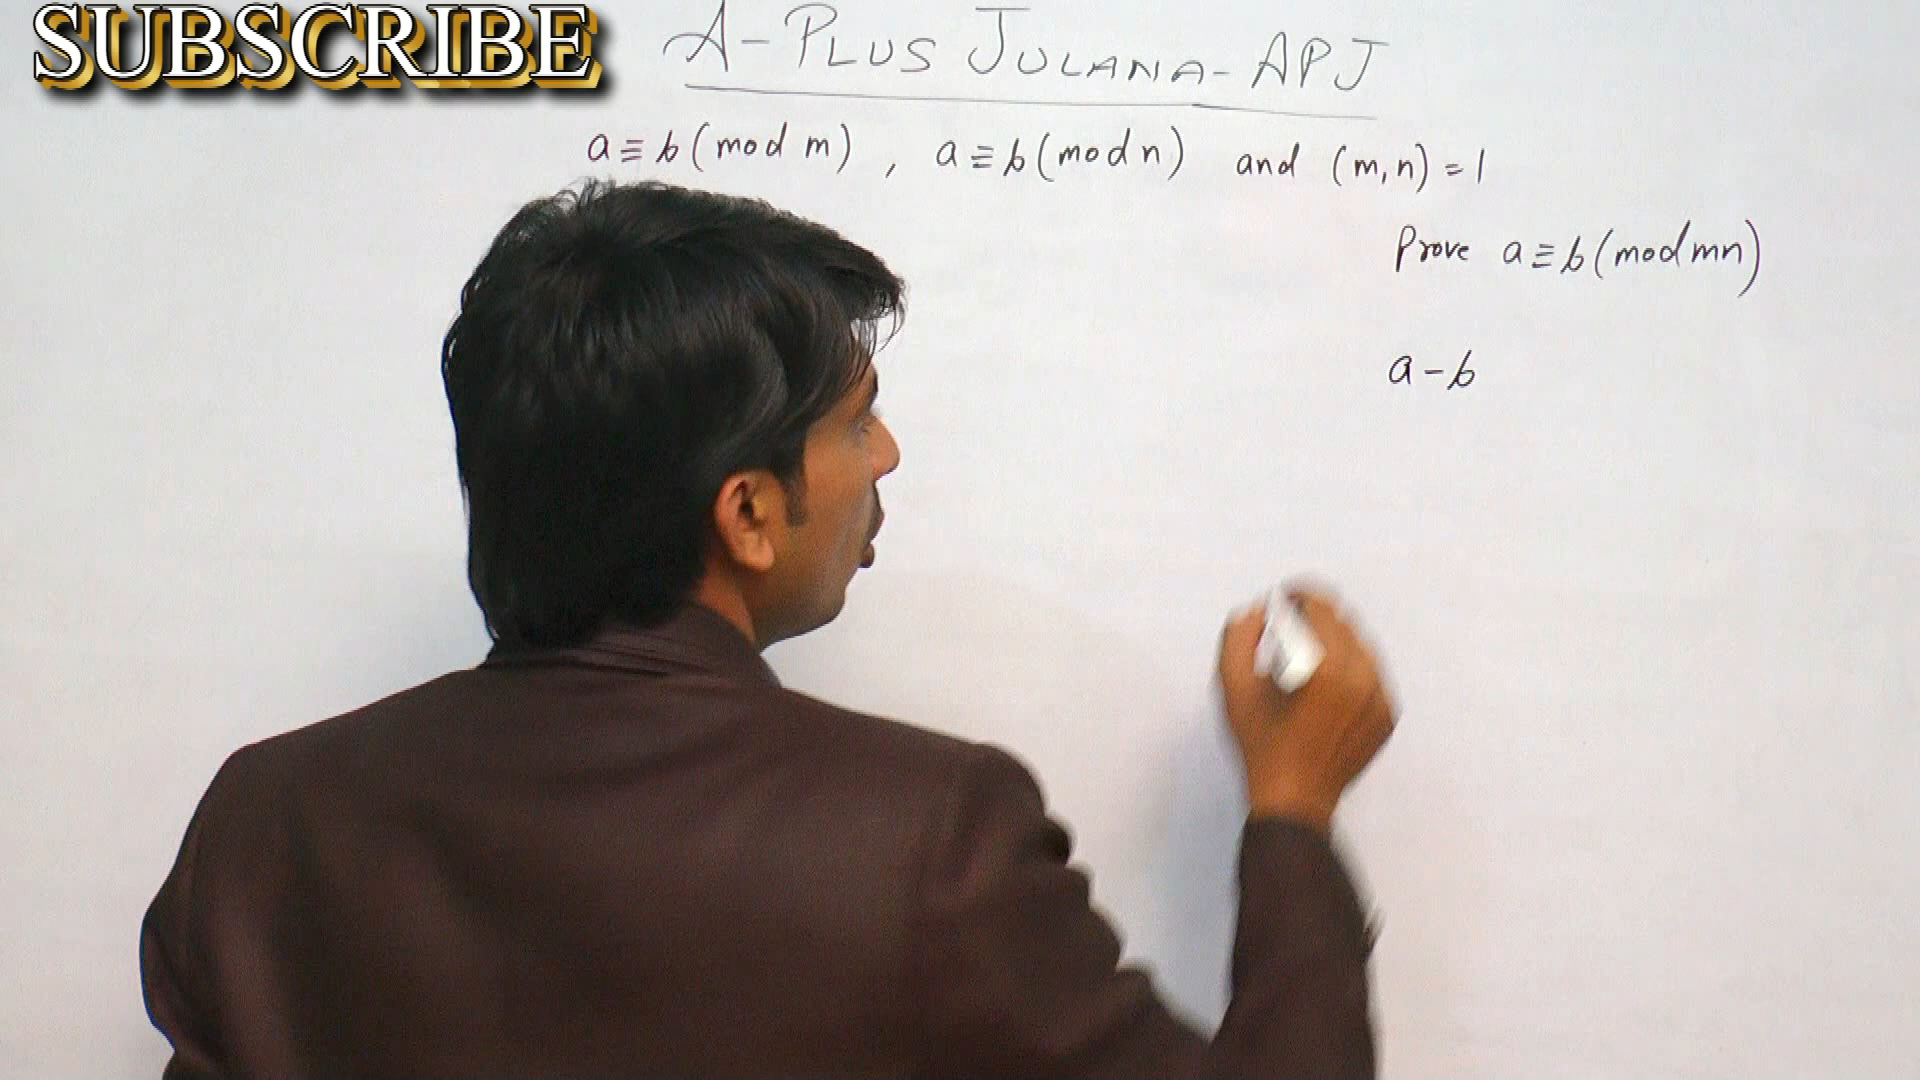 SUBSCRIBE
A-PLUS JULANA-APJ
a ≡ b (mod m) , a ≡ b (mod n) and (m,n) = 1
Prove a ≡ b (mod mn)
a - b